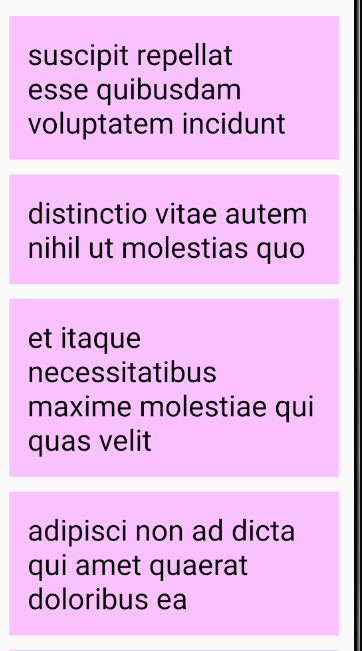 suscipit repellat
esse quibusdam
voluptatem incidunt
distinctio vitae autem
nihil ut molestias quo
et itaque
necessitatibus
maxime molestiae qui
quas velit
adipisci non ad dicta
qui amet quaerat
doloribus ea